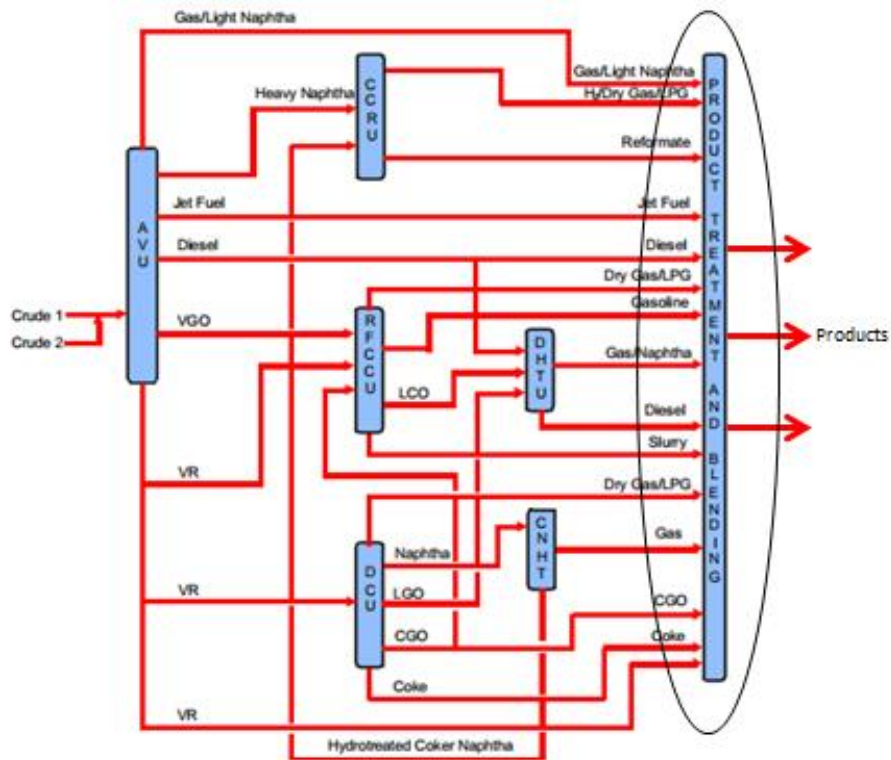 Gas/Light Naphtha
Heavy Naphtha
CCRU
Gas/Light Naphtha
H₂/Dry Gas/LPG
Reformate
AVU
Jet Fuel
Jet Fuel
Diesel
Diesel
Dry Gas/LPG
Gasoline
Crude 1
Crude 2
VGO
RFCCU
DHTU
Gas/Naphtha
LCO
Diesel
Slurry
VR
Dry Gas/LPG
Naphtha
CNHT
Gas
DCU
LGO
VR
CGO
CGO
Coke
Coke
VR
Hydrotreated Coker Naphtha
PRODUCT TREATMENT AND BLENDING
Products